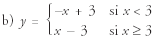 b) y = { −x + 3 si x < 3
x − 3 si x ≥ 3